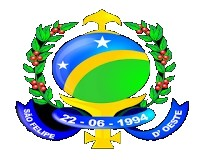 22 - 06 - 1994
SÃO FELIPE D' OESTE